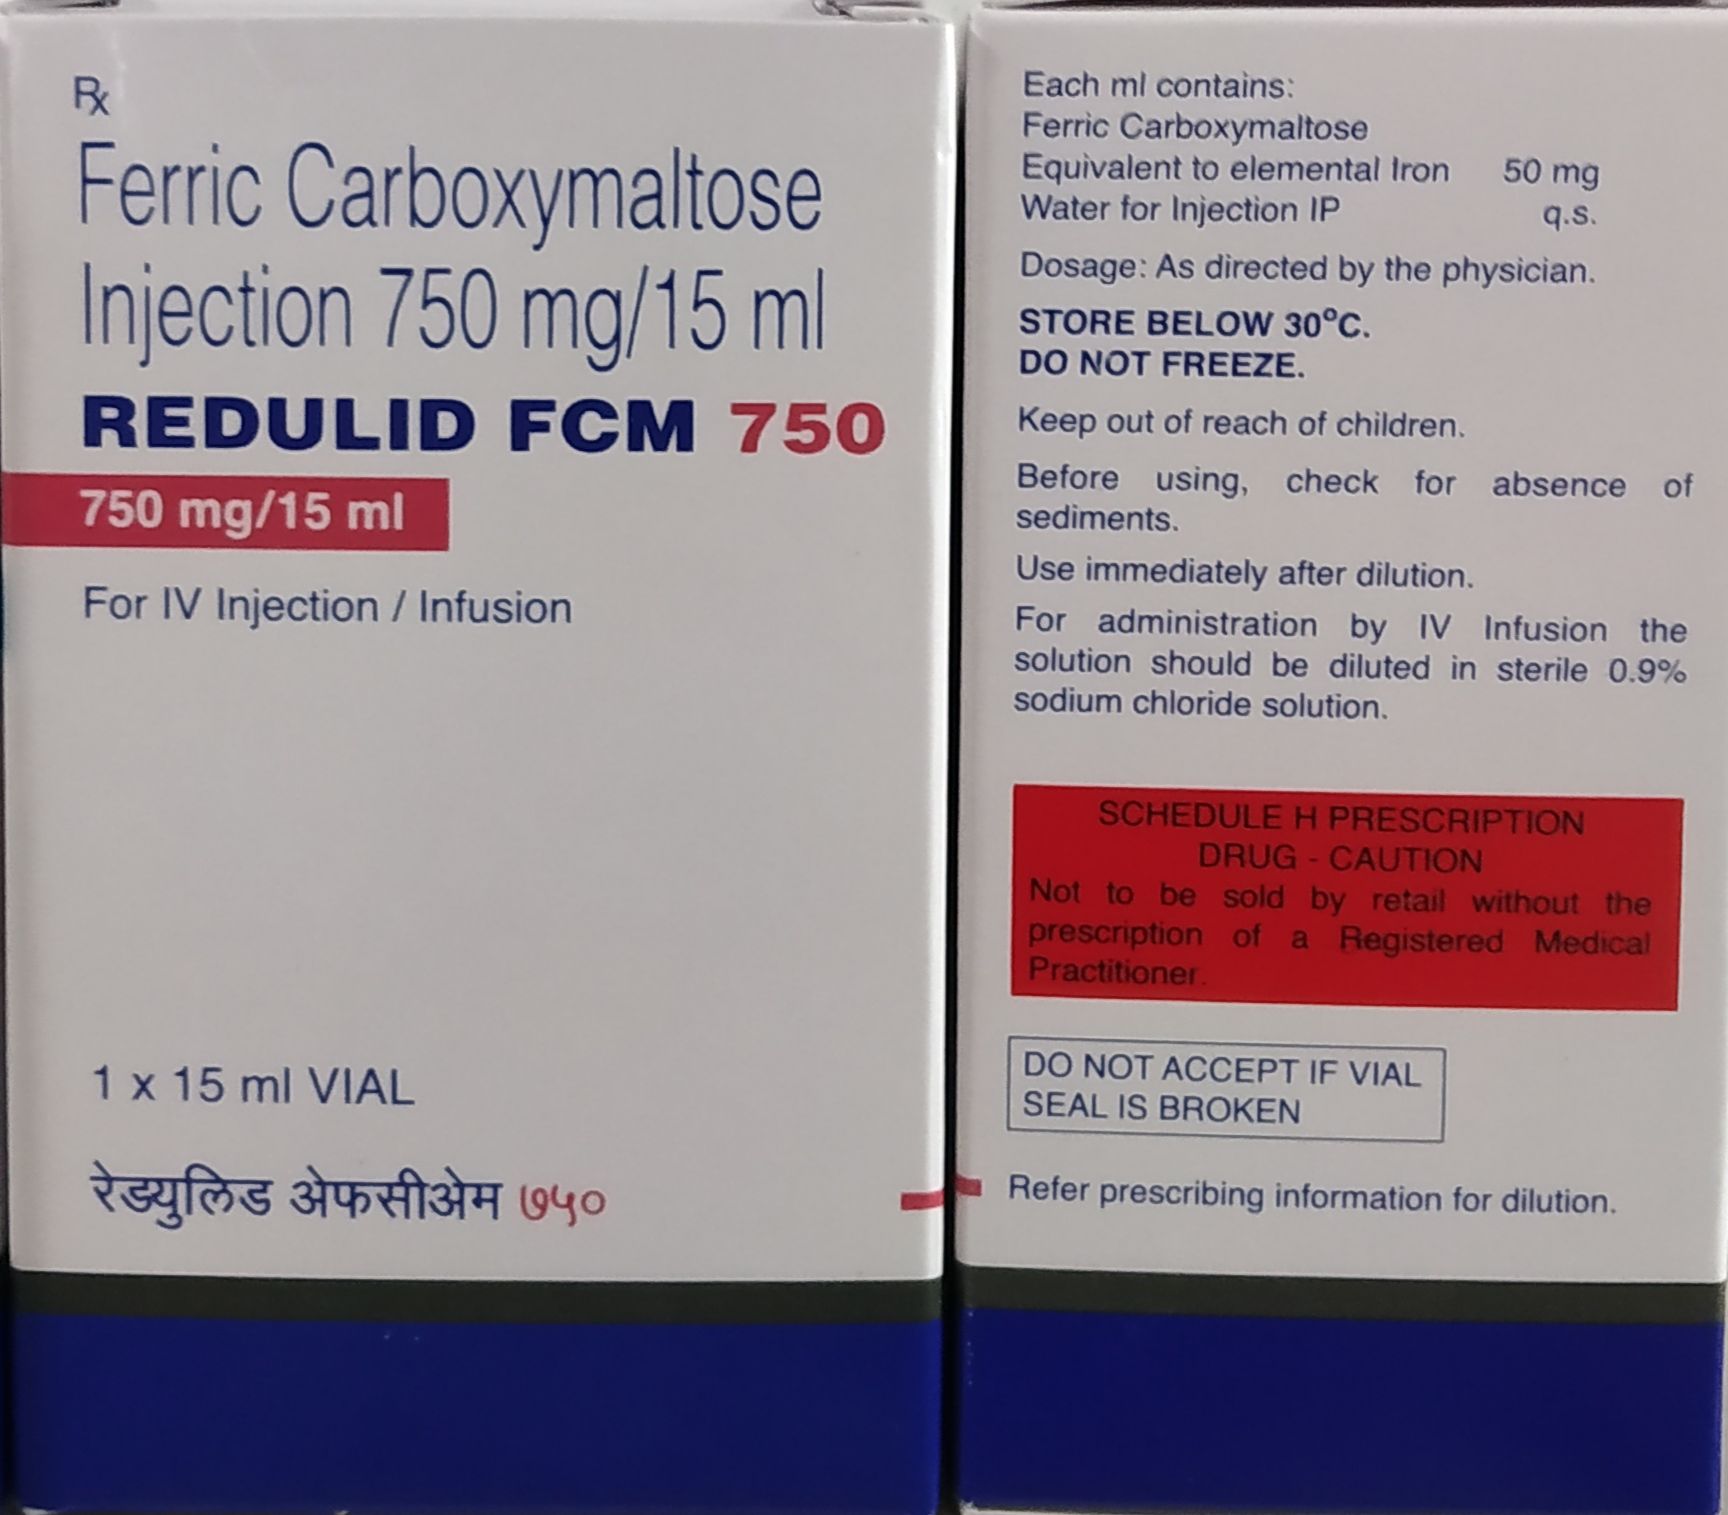 Rx
Ferric Carboxymaltose
Injection 750 mg/15 ml
REDULID FCM 750
750 mg/15 ml
For IV Injection / Infusion
1 x 15 ml VIAL
रेड्युलिड अेफसीअेम ७५०
Each ml contains:
Ferric Carboxymaltose
Equivalent to elemental Iron 50 mg
Water for Injection IP q.s.
Dosage: As directed by the physician.
STORE BELOW 30°C.
DO NOT FREEZE.
Keep out of reach of children.
Before using, check for absence of
sediments.
Use immediately after dilution.
For administration by IV Infusion the
solution should be diluted in sterile 0.9%
sodium chloride solution.
SCHEDULE H PRESCRIPTION
DRUG - CAUTION
Not to be sold by retail without the
prescription of a Registered Medical
Practitioner.
DO NOT ACCEPT IF VIAL
SEAL IS BROKEN
Refer prescribing information for dilution.